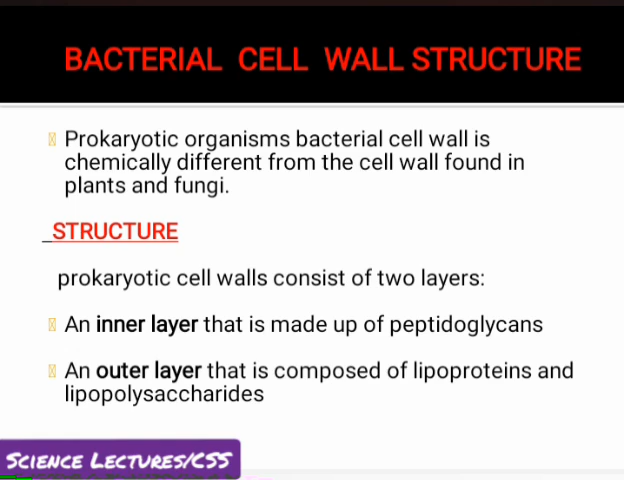 BACTERIAL CELL WALL STRUCTURE
Prokaryotic organisms bacterial cell wall is
chemically different from the cell wall found in
plants and fungi.
_STRUCTURE
prokaryotic cell walls consist of two layers:
An inner layer that is made up of peptidoglycans
An outer layer that is composed of lipoproteins and
lipopolysaccharides
SCIENCE LECTURES/CSS